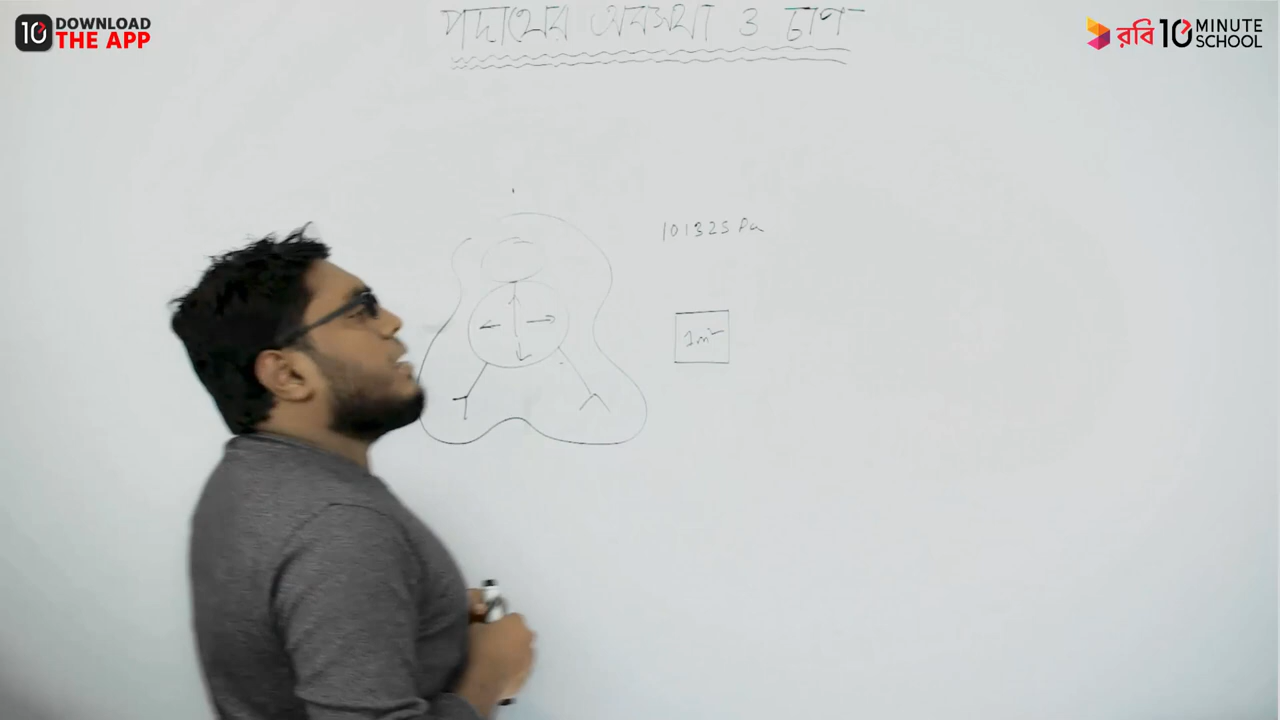 10 DOWNLOAD
THE APP
পদার্থের অবস্থা ও চাপ
রবি 10 MINUTE
SCHOOL
101325 Pa
1m²